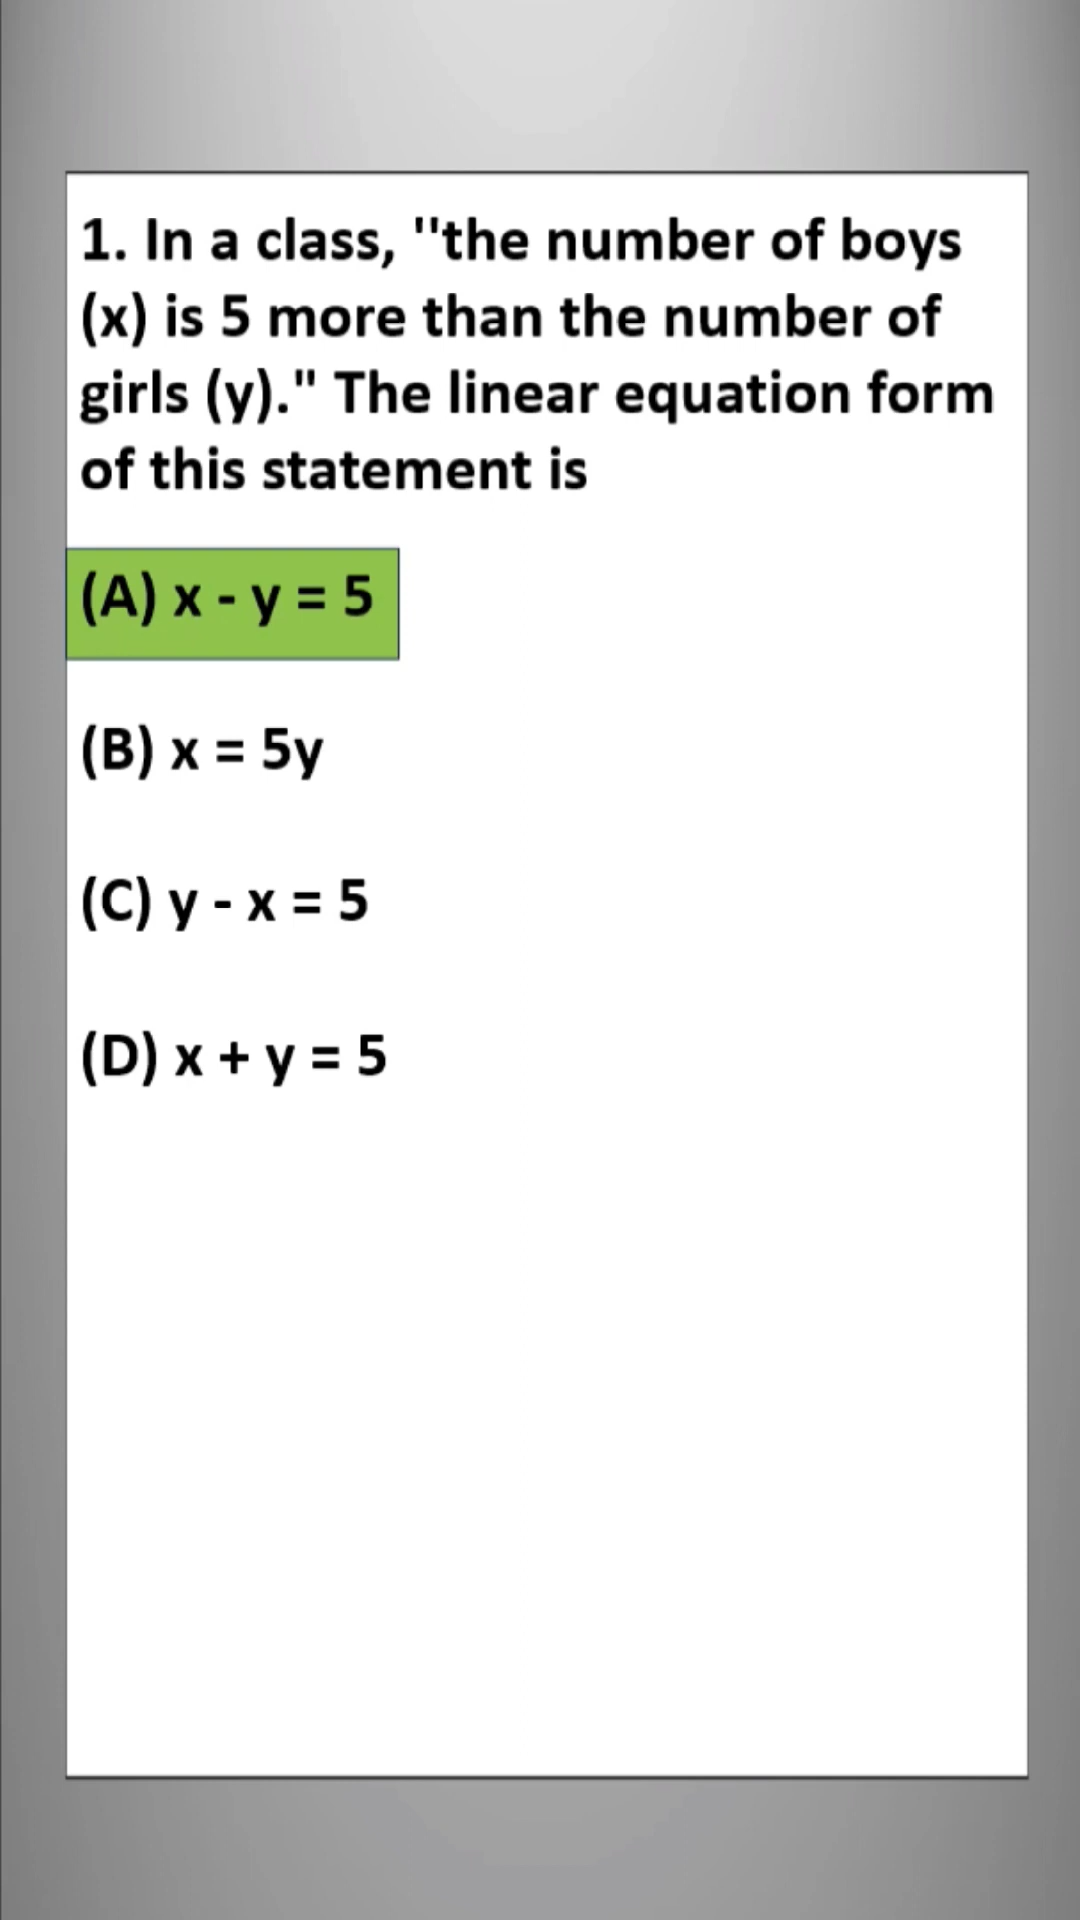 1. In a class, ''the number of boys
(x) is 5 more than the number of
girls (y)." The linear equation form
of this statement is
(A) x - y = 5
(B) x = 5y
(C) y - x = 5
(D) x + y = 5